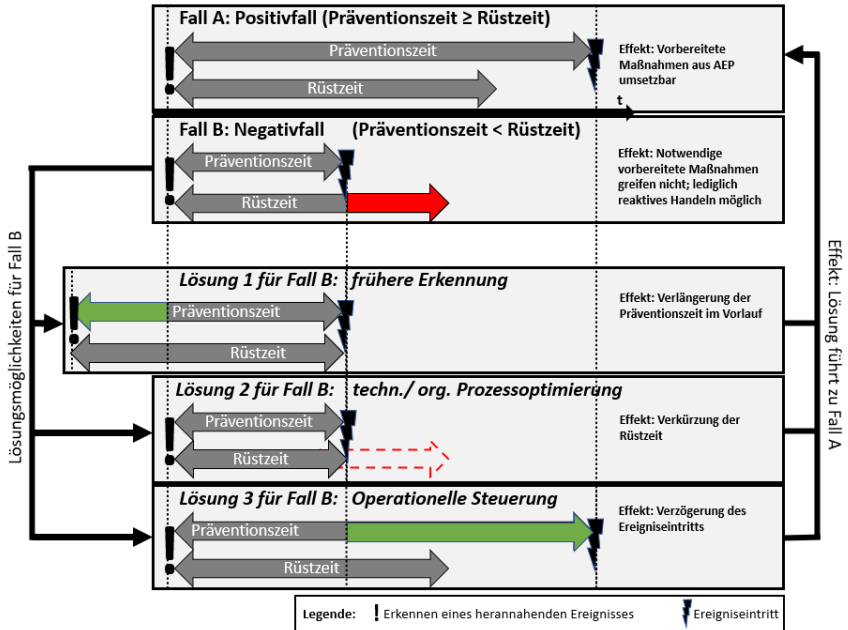 Fall A: Positivfall (Präventionszeit ≥ Rüstzeit)
Präventionszeit
Rüstzeit
Effekt: Vorbereitete
Maßnahmen aus AEP
umsetzbar
t
Fall B: Negativfall (Präventionszeit < Rüstzeit)
Präventionszeit
Rüstzeit
Effekt: Notwendige
vorbereitete Maßnahmen
greifen nicht; lediglich
reaktives Handeln möglich
Lösungsmöglichkeiten für Fall B
Effekt: Lösung führt zu Fall A
Lösung 1 für Fall B: frühere Erkennung
Präventionszeit
Rüstzeit
Effekt: Verlängerung der
Präventionszeit im Vorlauf
Lösung 2 für Fall B: techn./ org. Prozessoptimierung
Präventionszeit
Rüstzeit
Effekt: Verkürzung der
Rüstzeit
Lösung 3 für Fall B: Operationelle Steuerung
Präventionszeit
Rüstzeit
Effekt: Verzögerung des
Ereigniseintritts
Legende: ! Erkennen eines herannahenden Ereignisses Ereigniseintritt